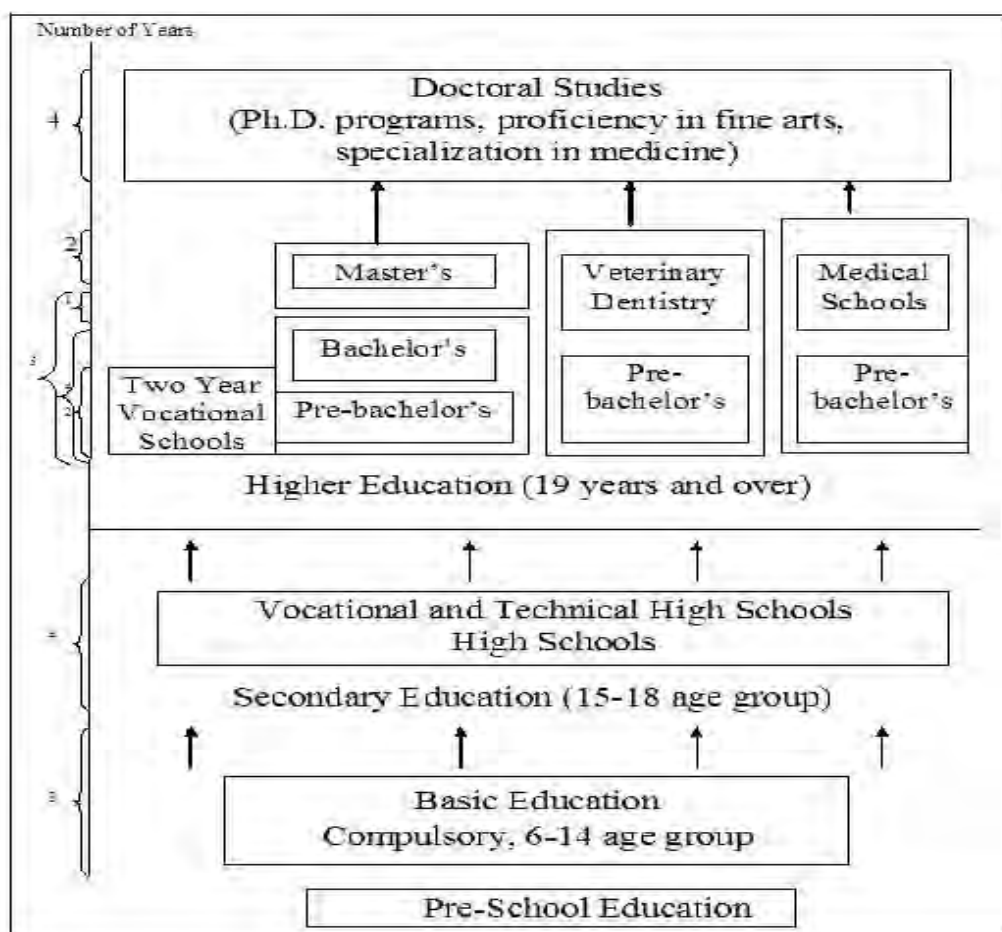 Number of Years
Doctoral Studies
(Ph.D. programs, proficiency in fine arts,
specialization in medicine)
4
2
Master's
Veterinary
Dentistry
Medical
Schools
Bachelor's
Two Year
Vocational
Schools
Pre-bachelor's
Pre-
bachelor's
Pre-
bachelor's
2
Higher Education (19 years and over)
Vocational and Technical High Schools
High Schools
Secondary Education (15-18 age group)
Basic Education
Compulsory, 6-14 age group
Pre-School Education